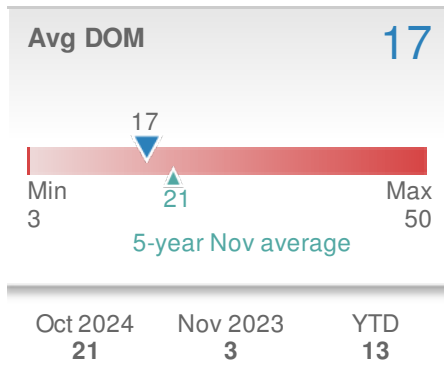 Avg DOM 17
17
Min Max
3 50
21
5-year Nov average
Oct 2024 Nov 2023 YTD
21 3 13